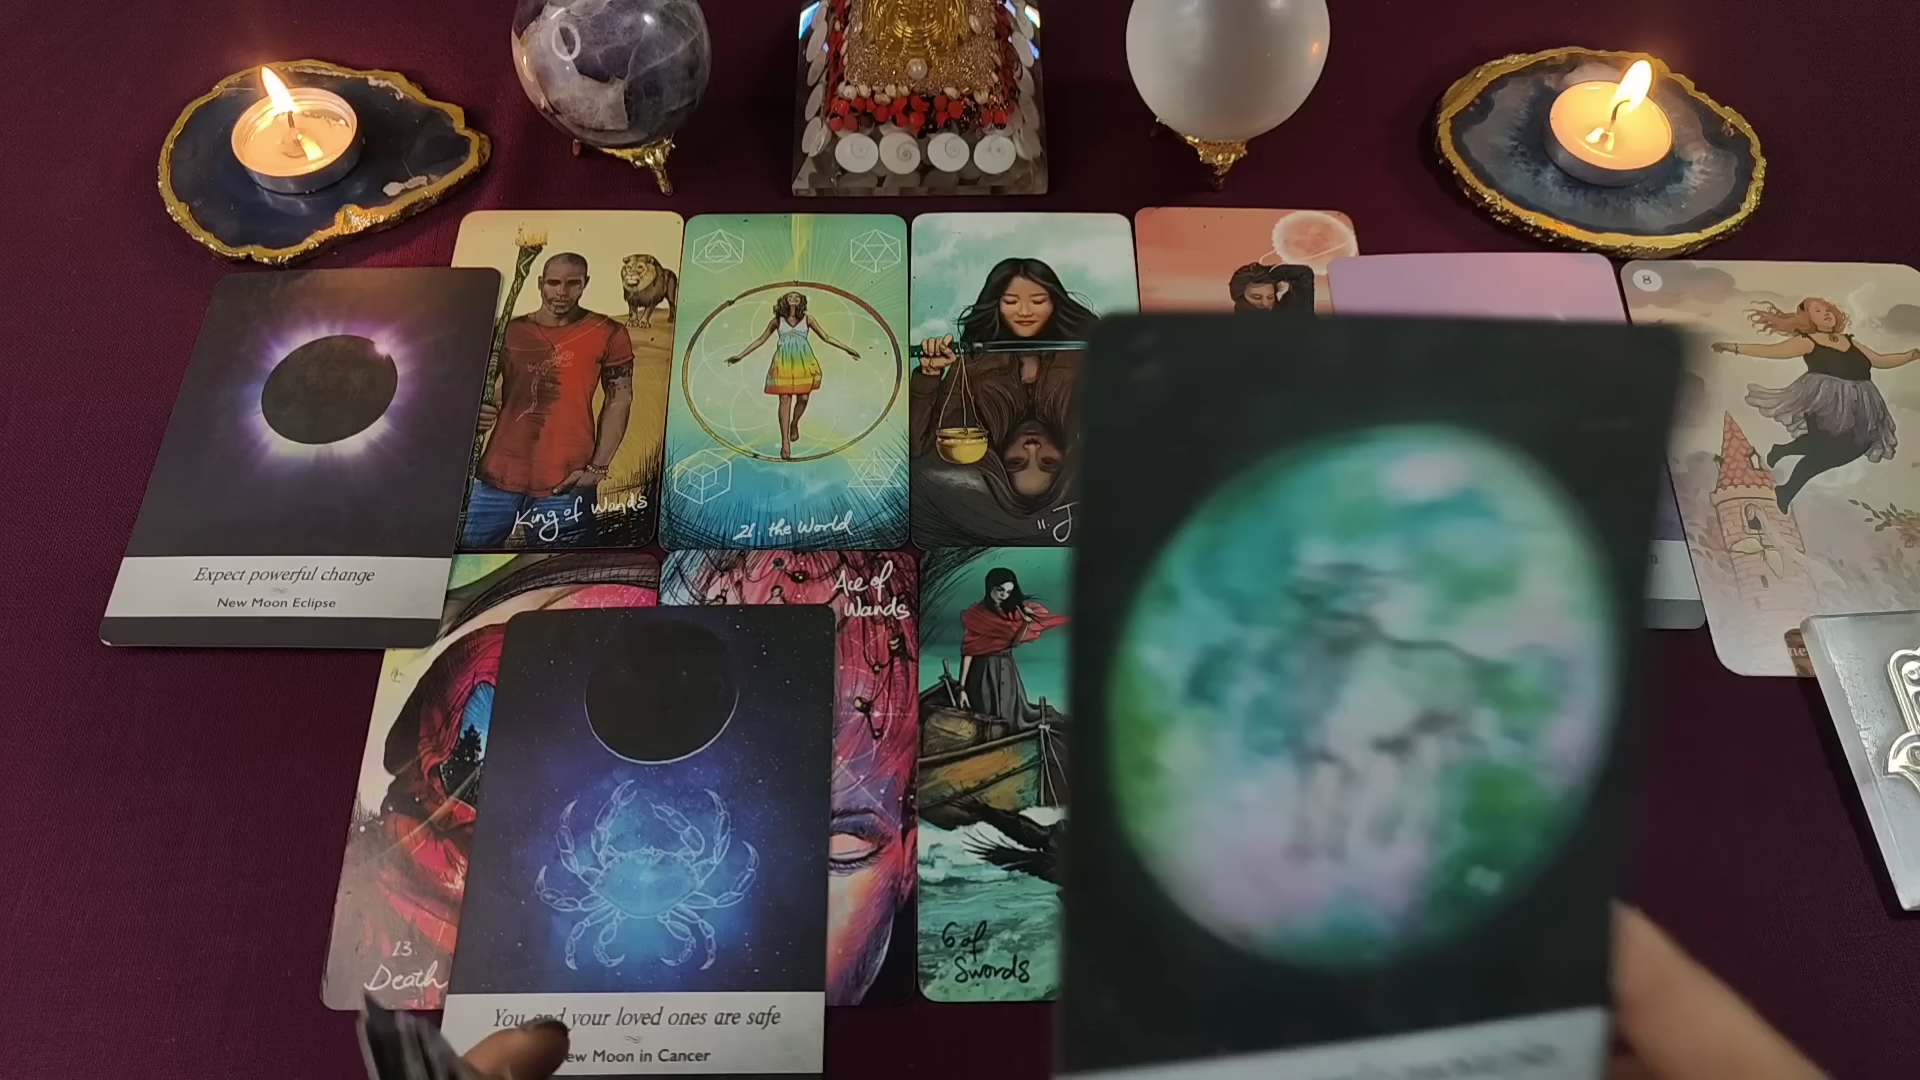 8
King of Wands
21. the World
11. J
Expect powerful change
New Moon Eclipse
Ace of
Wands
6 of
Swords
13.
Death
You and your loved ones are safe
New Moon in Cancer